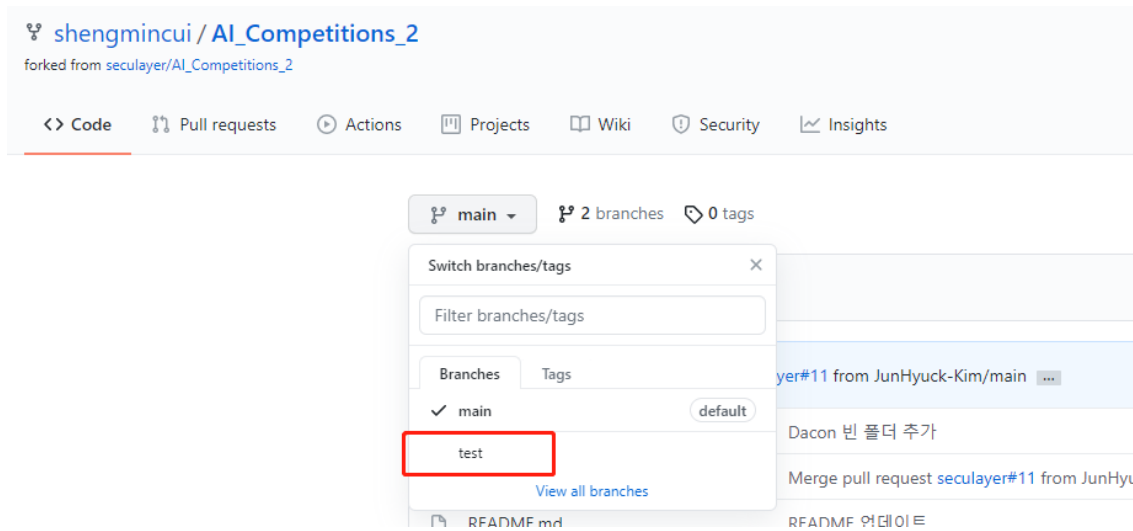 shengmincui / AI_Competitions_2
forked from seculayer/AI_Competitions_2
Code Pull requests Actions Projects Wiki Security Insights
main 2 branches 0 tags
Switch branches/tags
Filter branches/tags
Branches Tags
yer#11 from JunHyuck-Kim/main ...
main default
Dacon 빈 폴더 추가
test
Merge pull request seculayer#11 from JunHyu
View all branches
README.md README 업데이트